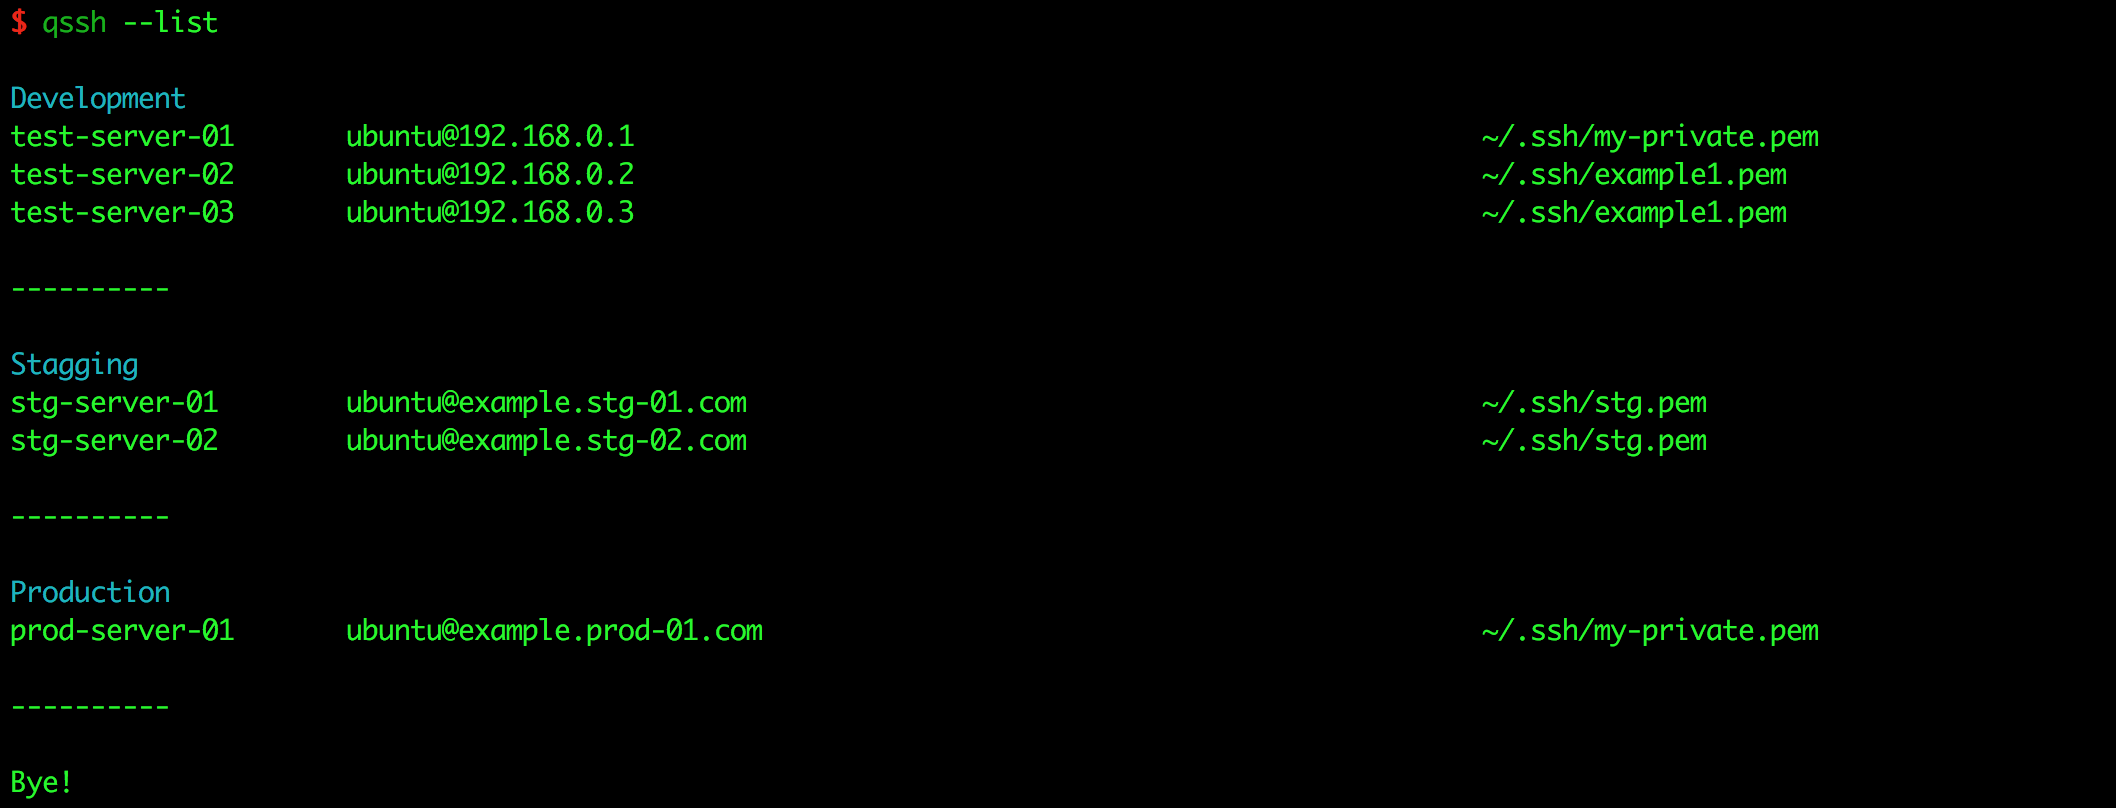 $ qssh --list
Development
test-server-01 ubuntu@192.168.0.1 ~/.ssh/my-private.pem
test-server-02 ubuntu@192.168.0.2 ~/.ssh/example1.pem
test-server-03 ubuntu@192.168.0.3 ~/.ssh/example1.pem
----------
Stagging
stg-server-01 ubuntu@example.stg-01.com ~/.ssh/stg.pem
stg-server-02 ubuntu@example.stg-02.com ~/.ssh/stg.pem
----------
Production
prod-server-01 ubuntu@example.prod-01.com ~/.ssh/my-private.pem
----------
Bye!